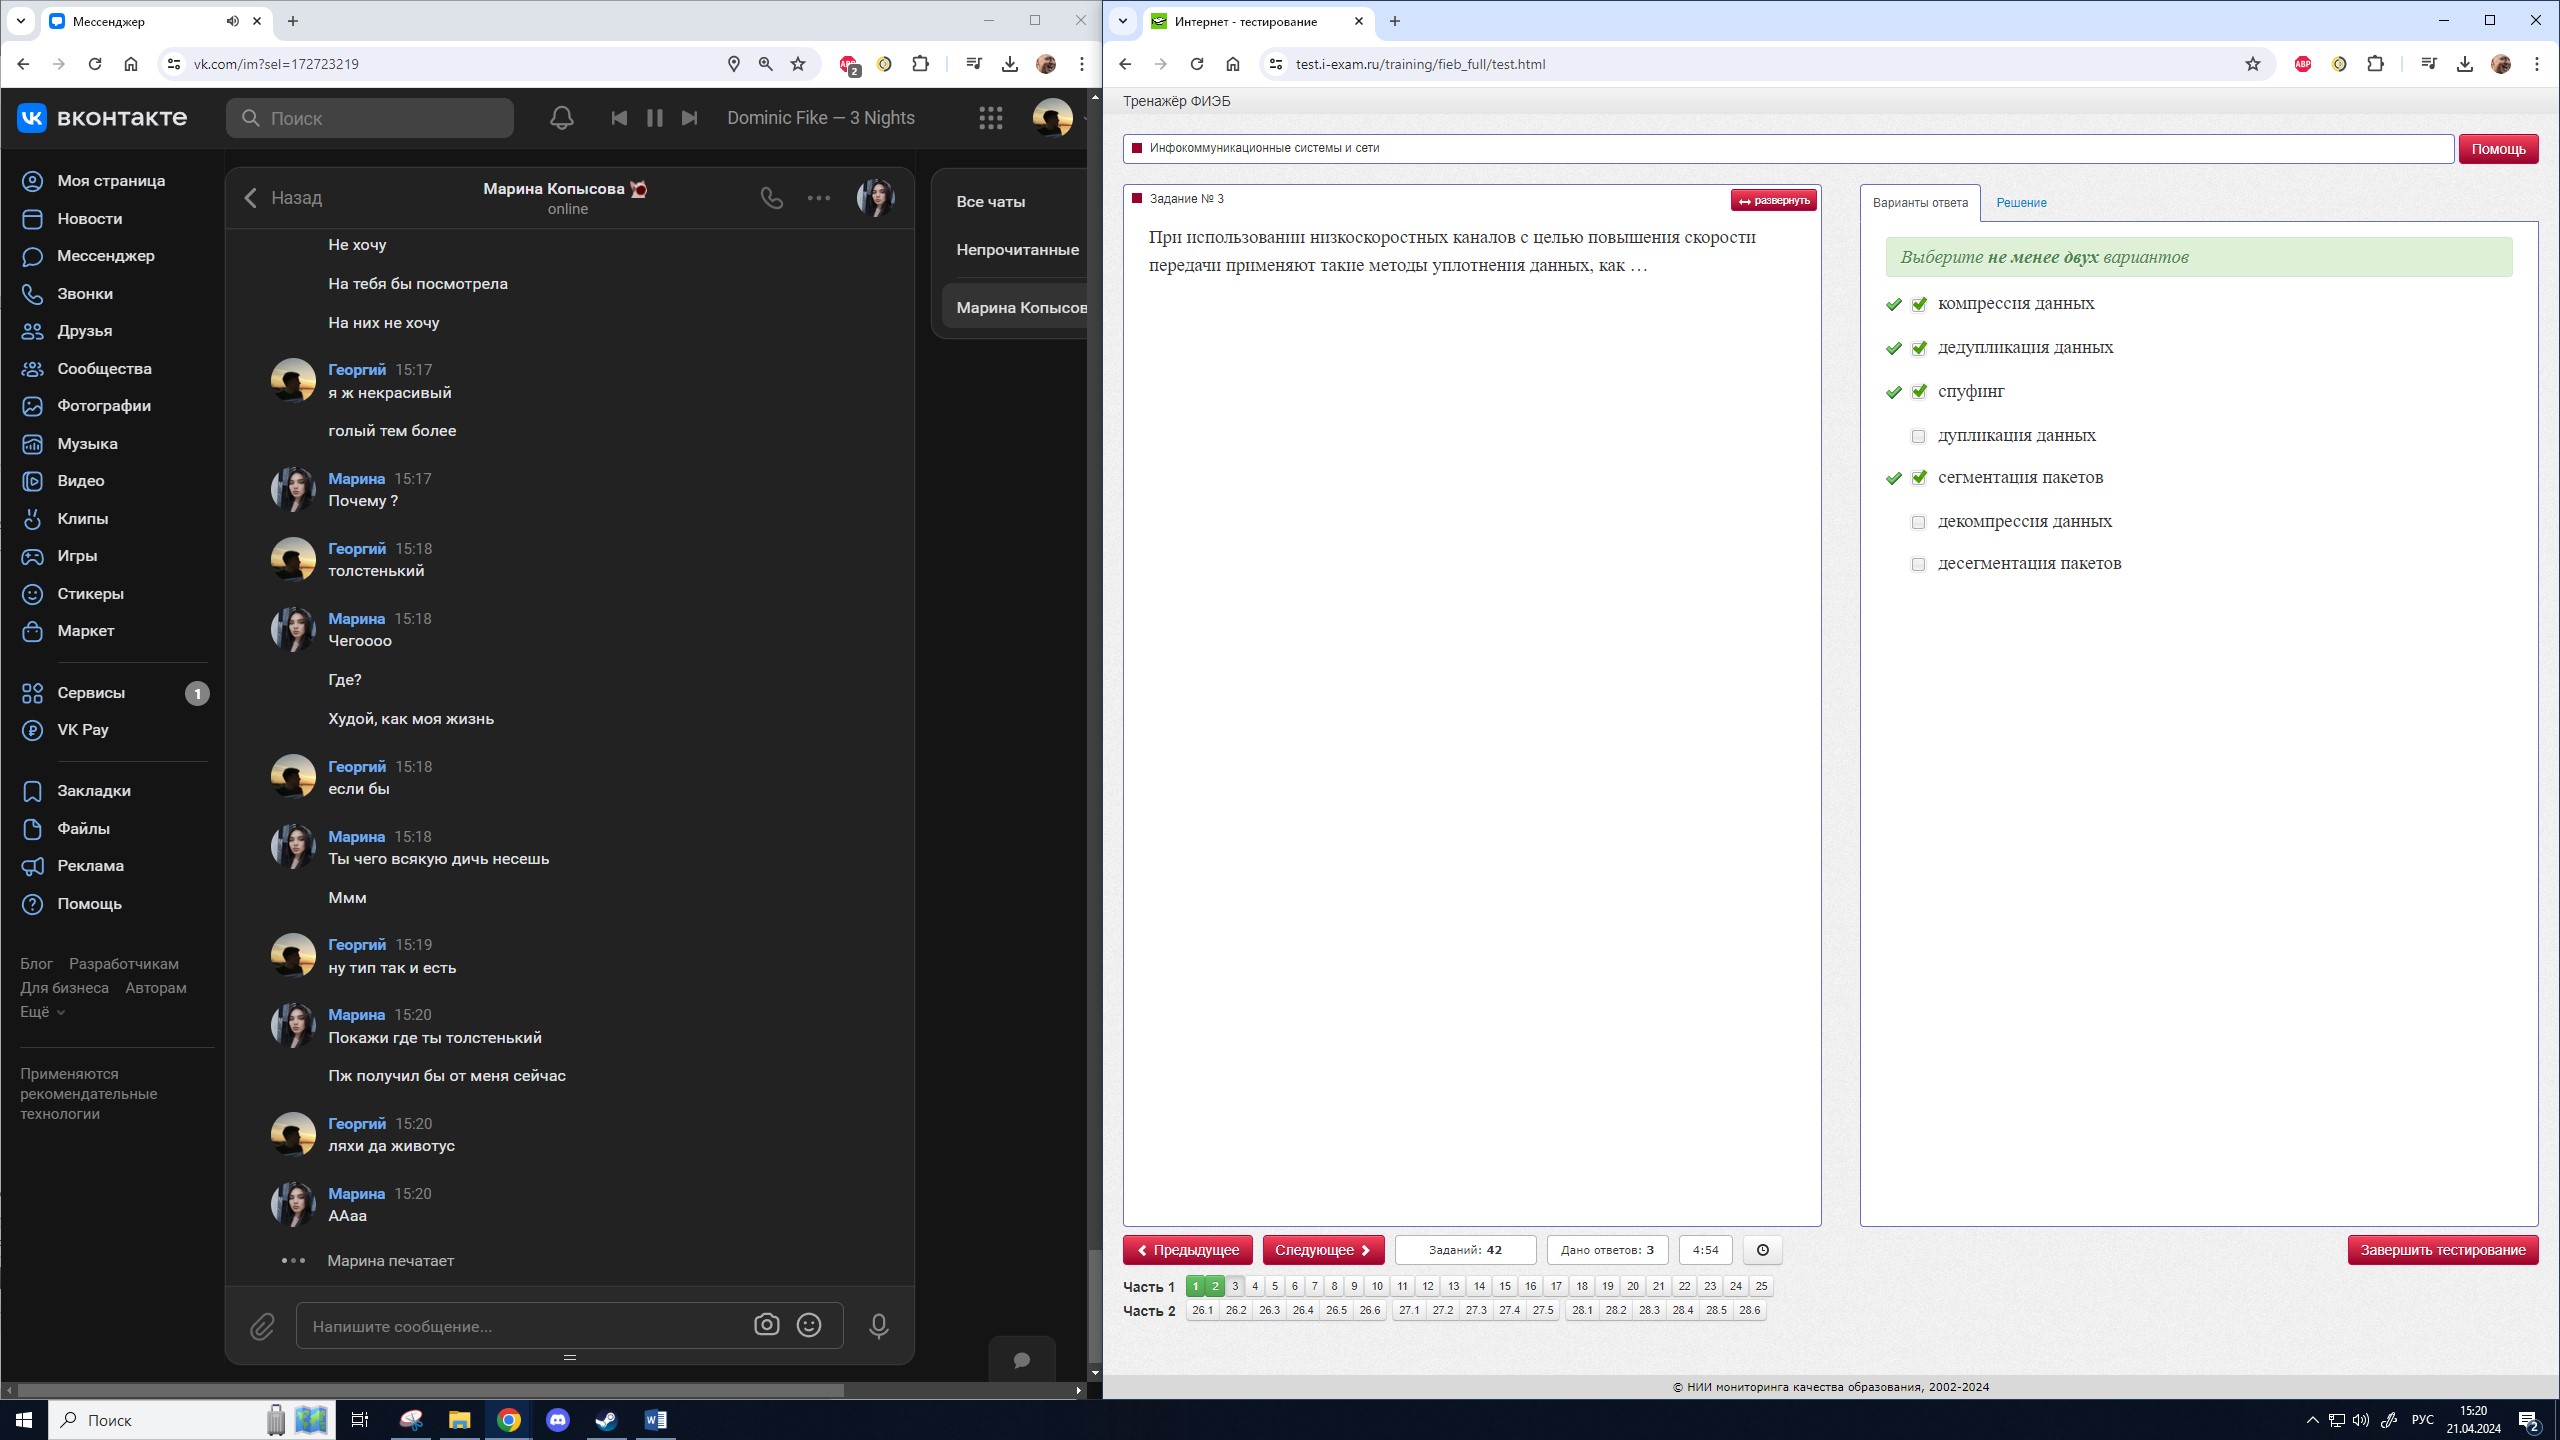 Мессенджер
vk.com/im?sel=172723219
2
ВКОНТАКТЕ
Поиск
Dominic Fike — 3 Nights
Моя страница
Новости
Мессенджер
Звонки
Друзья
Сообщества
Фотографии
Музыка
Видео
Клипы
Игры
Стикеры
Маркет
Сервисы
1
VK Pay
Закладки
Файлы
Реклама
Помощь
Блог Разработчикам
Для бизнеса Авторам
Ещё
Применяются
рекомендательные
технологии
Назад
Марина Копысова
online
Не хочу
На тебя бы посмотрела
На них не хочу
Георгий 15:17
я ж некрасивый
голый тем более
Марина 15:17
Почему ?
Георгий 15:18
толстенький
Марина 15:18
Чегоооо
Где?
Худой, как моя жизнь
Георгий 15:18
если бы
Марина 15:18
Ты чего всякую дичь несешь
Ммм
Георгий 15:19
ну тип так и есть
Марина 15:20
Покажи где ты толстенький
Пж получил бы от меня сейчас
Георгий 15:20
ляхи да животус
Марина 15:20
ААаа
Марина печатает
Напишите сообщение...
Все чаты
Непрочитанные
Марина Копысов
Интернет - тестирование
test.i-exam.ru/training/fieb_full/test.html
ABP
Тренажёр ФИЭБ
Инфокоммуникационные системы и сети
Помощь
Задание № 3
развернуть
При использовании низкоскоростных каналов с целью повышения скорости
передачи применяют такие методы уплотнения данных, как …
Варианты ответа
Решение
Выберите не менее двух вариантов
компрессия данных
дедупликация данных
спуфинг
дупликация данных
сегментация пакетов
декомпрессия данных
десегментация пакетов
Предыдущее
Следующее
Заданий: 42
Дано ответов: 3
4:54
Завершить тестирование
Часть 1 1 2 3 4 5 6 7 8 9 10 11 12 13 14 15 16 17 18 19 20 21 22 23 24 25
Часть 2 26.1 26.2 26.3 26.4 26.5 26.6 27.1 27.2 27.3 27.4 27.5 28.1 28.2 28.3 28.4 28.5 28.6
© НИИ мониторинга качества образования, 2002-2024
Поиск
РУС
15:20
21.04.2024
2